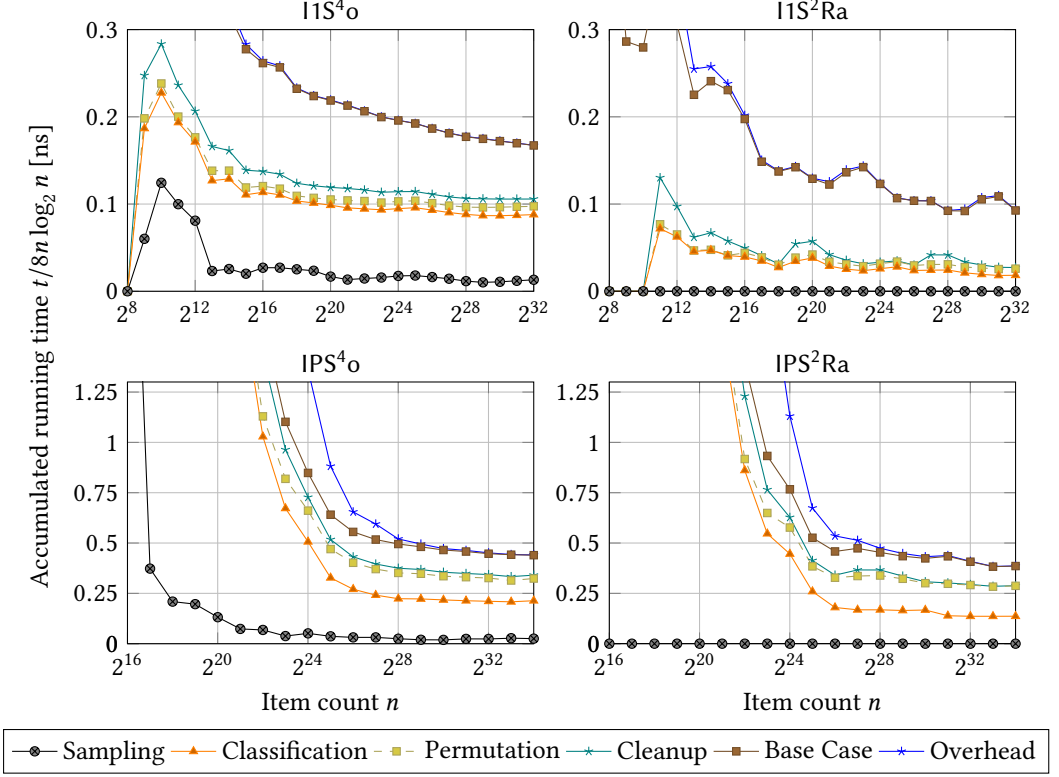 I1S⁴o
I1S²Ra
Accumulated running time t/8n log₂ n [ns]
0.3
0.2
0.1
0
2⁸ 2¹² 2¹⁶ 2²⁰ 2²⁴ 2²⁸ 2³²
0.3
0.2
0.1
0
2⁸ 2¹² 2¹⁶ 2²⁰ 2²⁴ 2²⁸ 2³²
IPS⁴o
IPS²Ra
1.25
1
0.75
0.5
0.25
0
2¹⁶ 2²⁰ 2²⁴ 2²⁸ 2³²
1.25
1
0.75
0.5
0.25
0
2¹⁶ 2²⁰ 2²⁴ 2²⁸ 2³²
Item count n
Item count n
Sampling Classification Permutation Cleanup Base Case Overhead